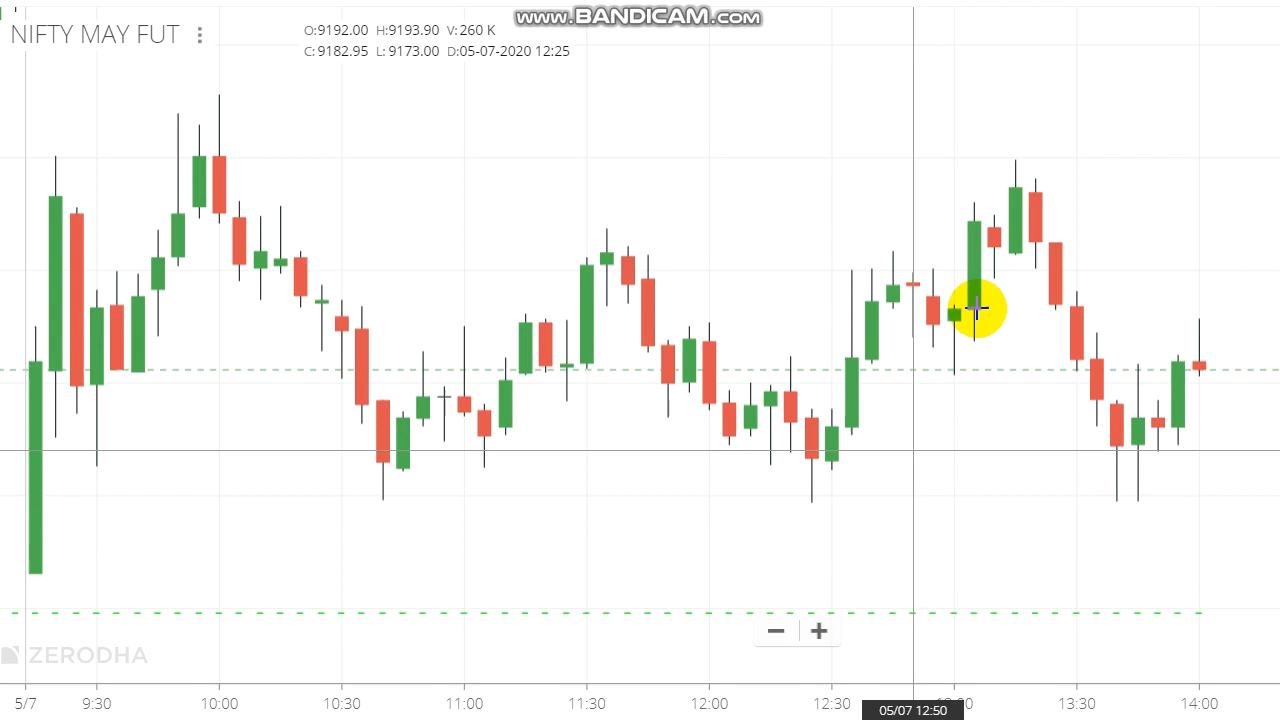 www.BANDICAM.com
NIFTY MAY FUT
O:9192.00 H:9193.90 V:260 K
C:9182.95 L:9173.00 D:05-07-2020 12:25
ZERODHA
5/7 9:30 10:00 10:30 11:00 11:30 12:00 12:30 13:30 14:00
05/07 12:50